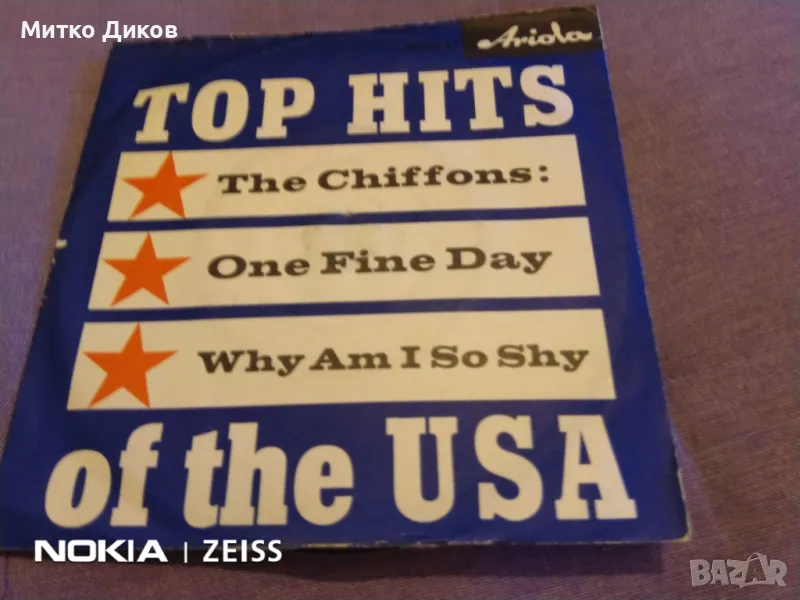 Митко Диков
Ariola
TOP HITS
The Chiffons:
One Fine Day
Why Am I So Shy
of the USA
NOKIA | ZEISS
BAZAR